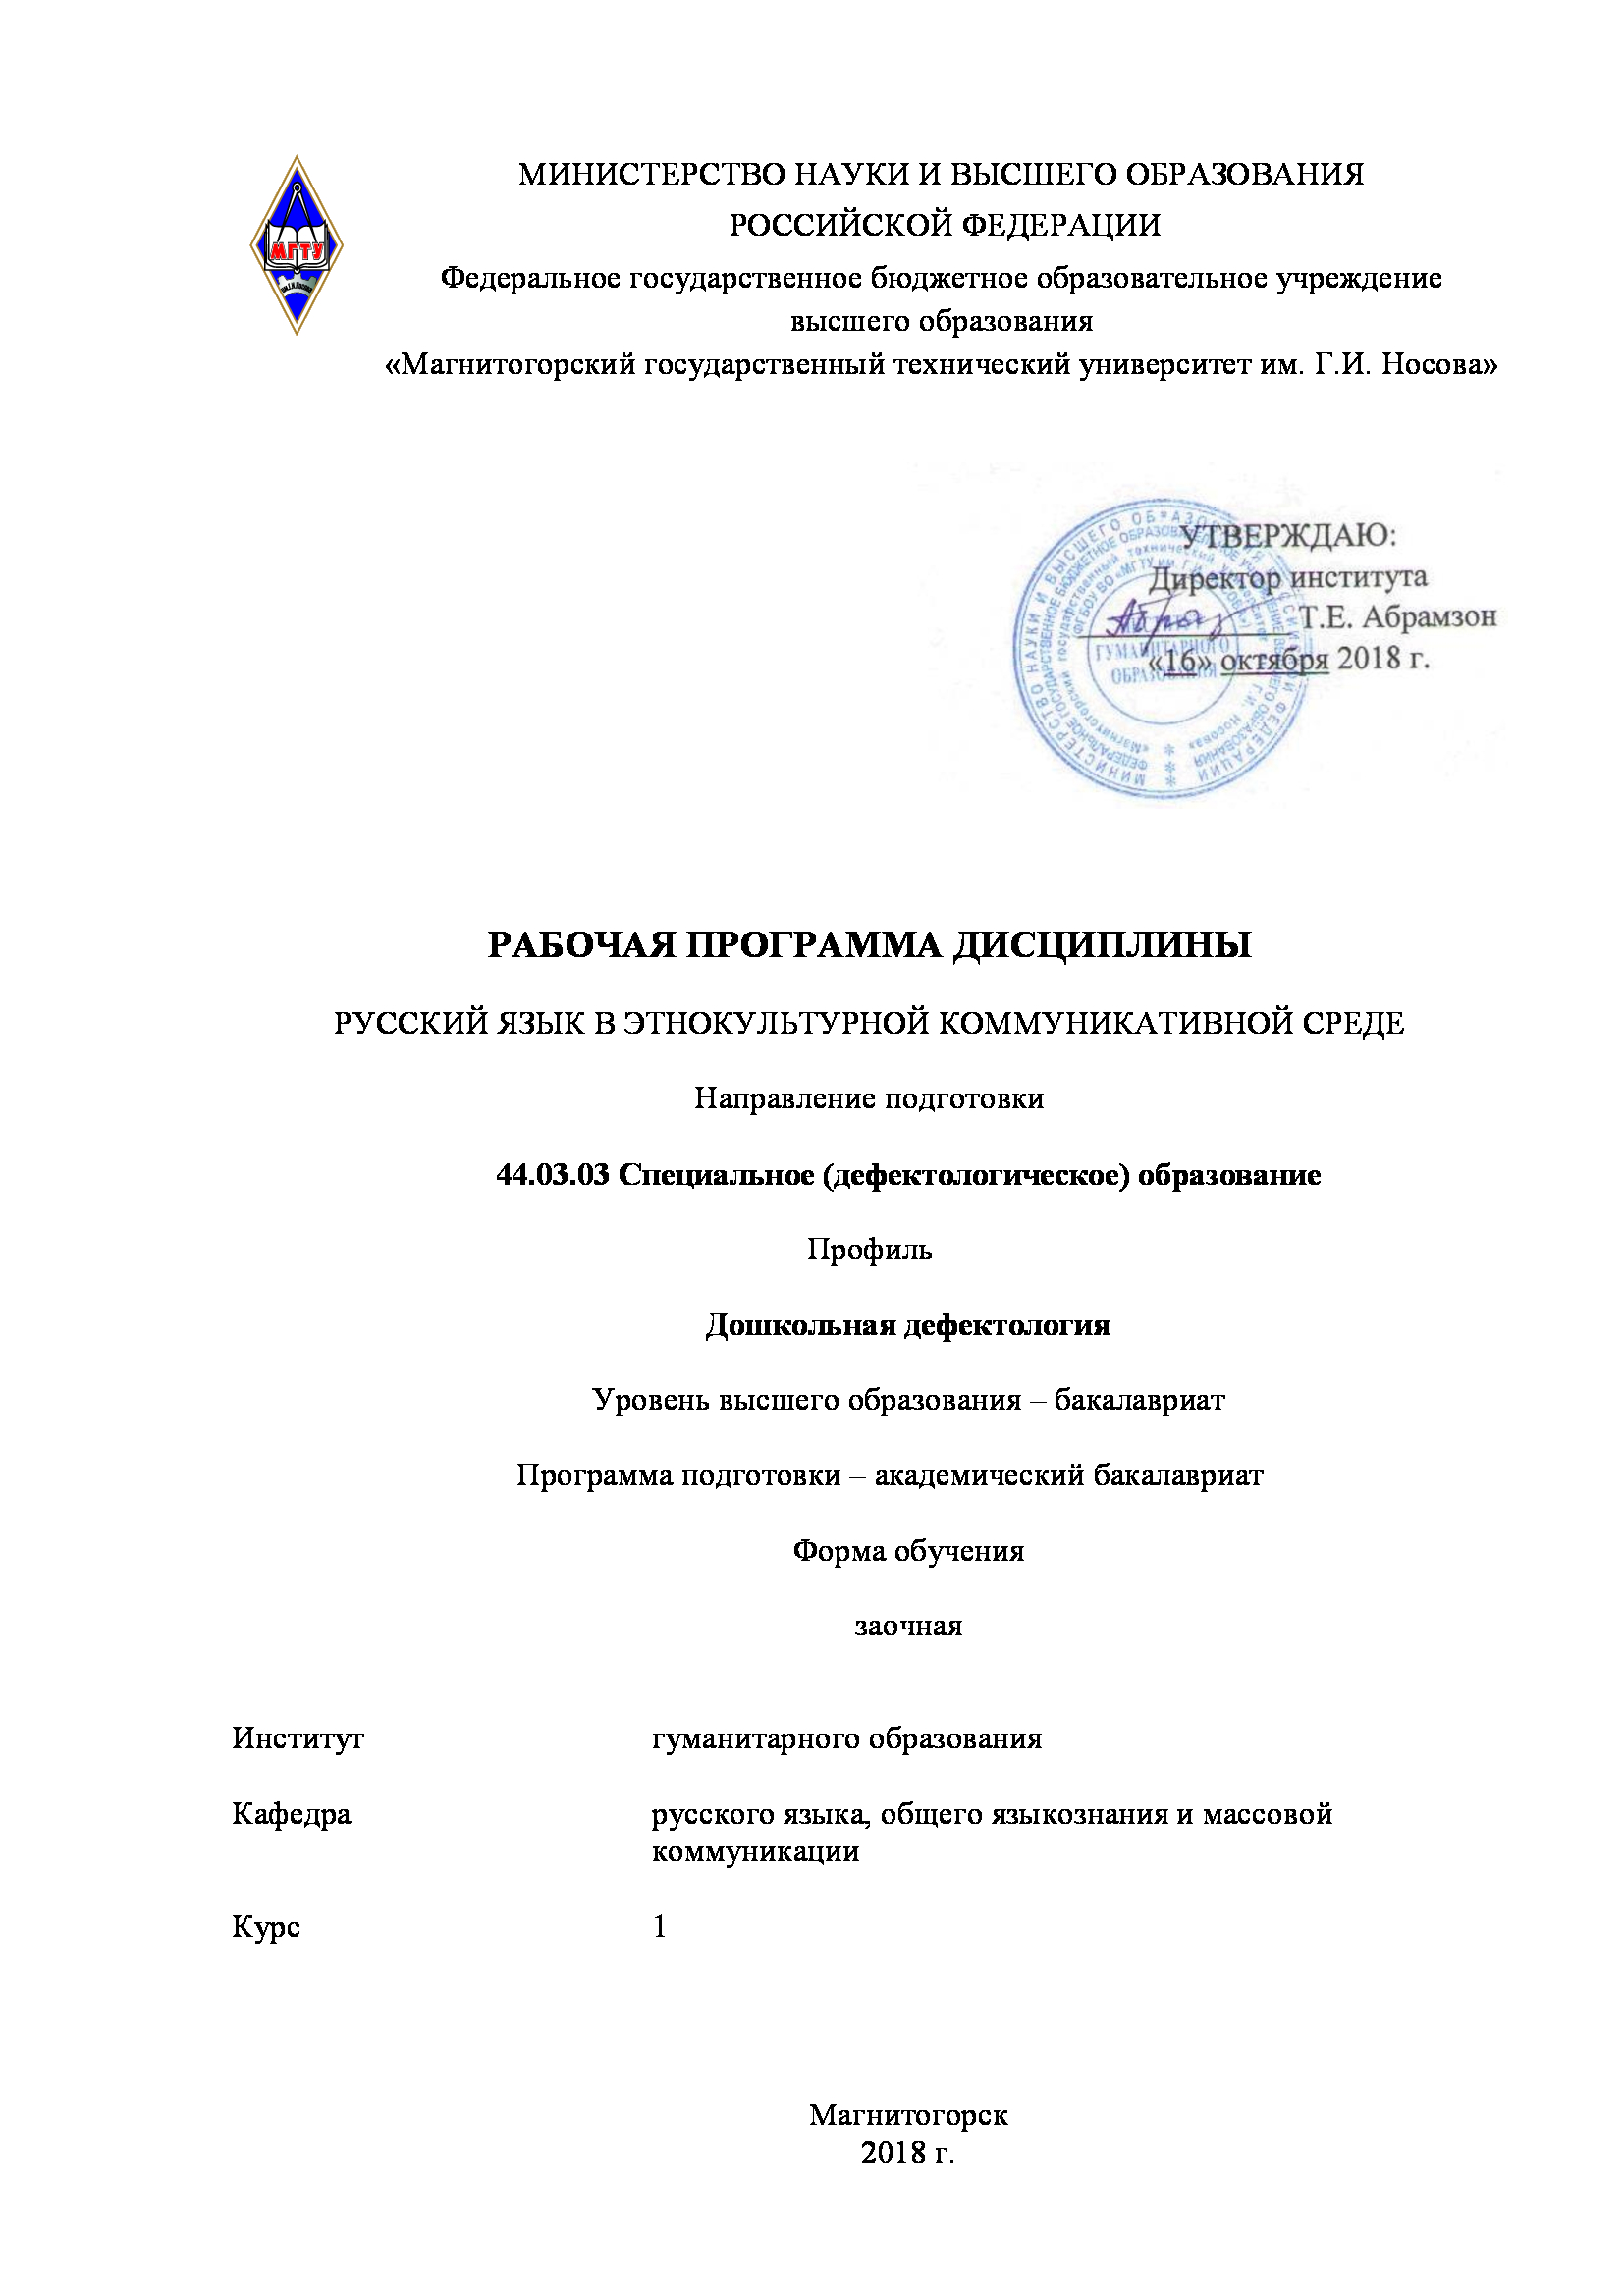 МИНИСТЕРСТВО НАУКИ И ВЫСШЕГО ОБРАЗОВАНИЯ
РОССИЙСКОЙ ФЕДЕРАЦИИ
Федеральное государственное бюджетное образовательное учреждение
высшего образования
«Магнитогорский государственный технический университет им. Г.И. Носова»
МГТУ
УТВЕРЖДАЮ:
Директор института
Т.Е. Абрамзон
«16» октября 2018 г.
ГУМАНИТАРНОГО
ОБРАЗОВАНИЯ
РАБОЧАЯ ПРОГРАММА ДИСЦИПЛИНЫ
РУССКИЙ ЯЗЫК В ЭТНОКУЛЬТУРНОЙ КОММУНИКАТИВНОЙ СРЕДЕ
Направление подготовки
44.03.03 Специальное (дефектологическое) образование
Профиль
Дошкольная дефектология
Уровень высшего образования – бакалавриат
Программа подготовки – академический бакалавриат
Форма обучения
заочная
Институт гуманитарного образования
Кафедра русского языка, общего языкознания и массовой
коммуникации
Курс 1
Магнитогорск
2018 г.